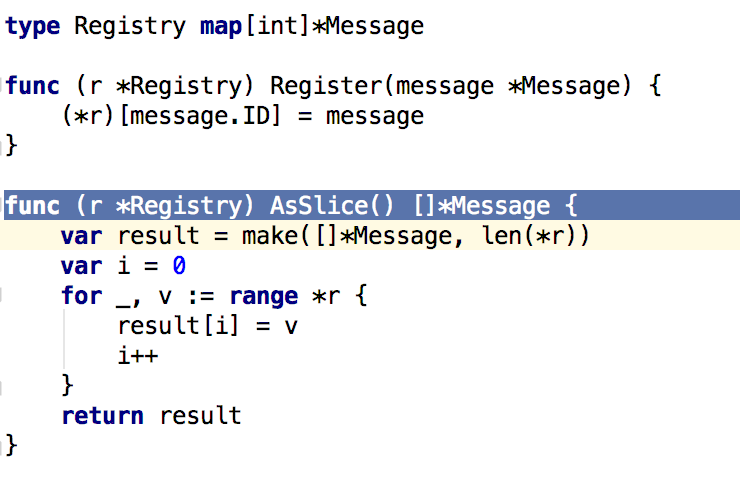 type Registry map[int]*Message
func (r *Registry) Register(message *Message) {
    (*r)[message.ID] = message
}
func (r *Registry) AsSlice() []*Message {
    var result = make([]*Message, len(*r))
    var i = 0
    for _, v := range *r {
        result[i] = v
        i++
    }
    return result
}